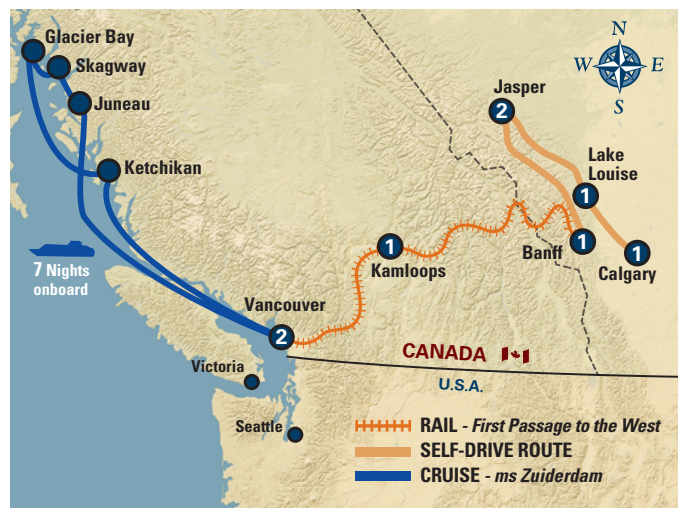 Glacier Bay
Skagway
Juneau
Ketchikan
7 Nights
onboard
N
W
E
S
Jasper
2
Lake
Louise
1
1
Banff
1
Calgary
1
Kamloops
Vancouver
2
Victoria
Seattle
CANADA
U.S.A.
RAIL - First Passage to the West
SELF-DRIVE ROUTE
CRUISE - ms Zuiderdam